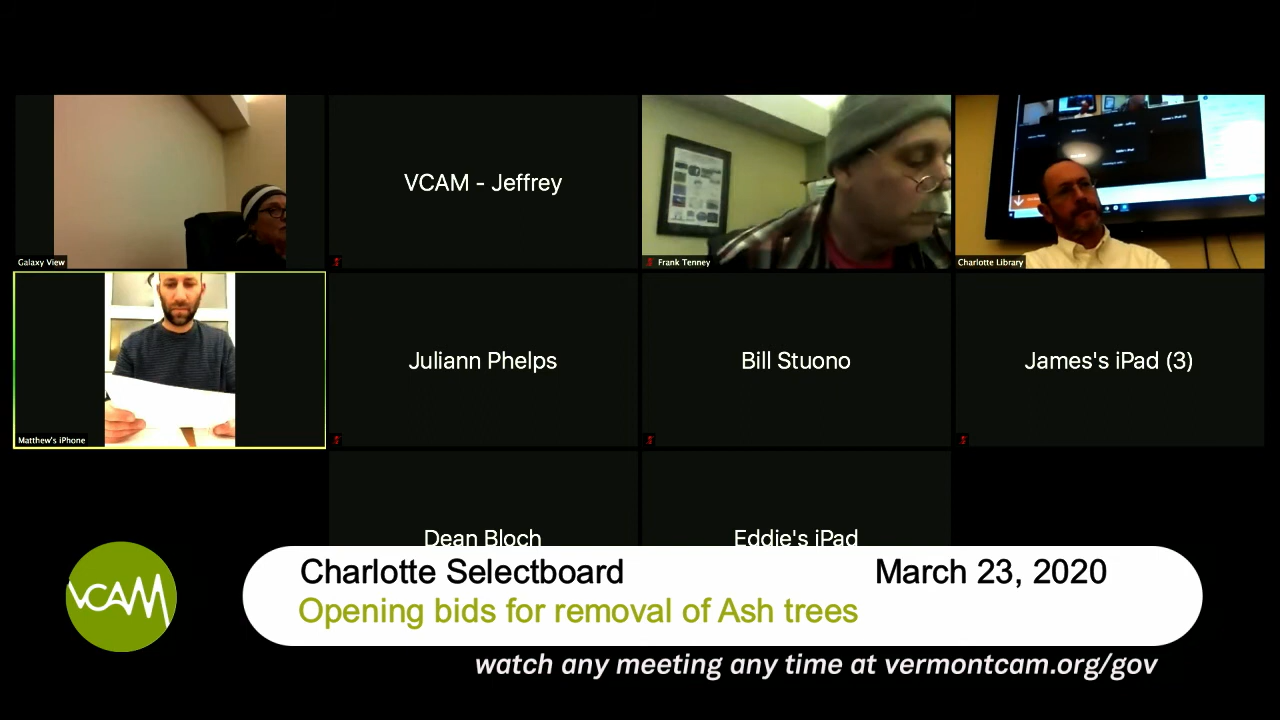 VCAM - Jeffrey
Galaxy View
Frank Tenney
Charlotte Library
Juliann Phelps
Bill Stuono
James's iPad (3)
Matthew's iPhone
Dean Bloch
Eddie's iPad
VCAM
Charlotte Selectboard
March 23, 2020
Opening bids for removal of Ash trees
watch any meeting any time at vermontcam.org/gov